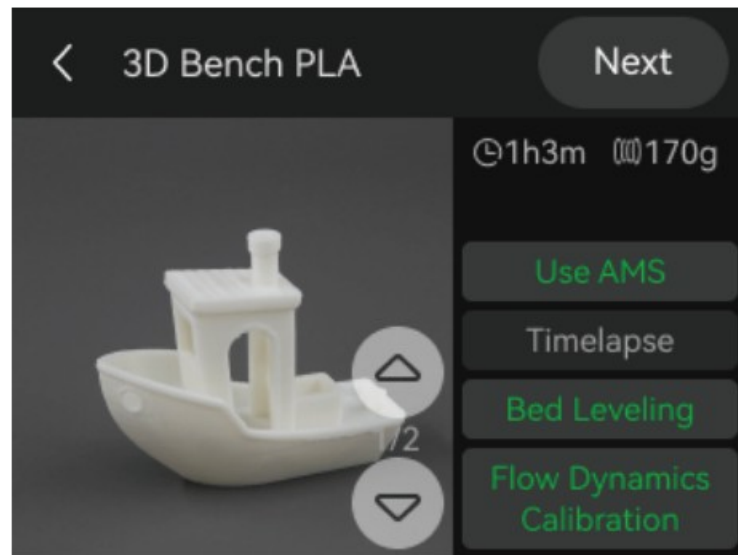 3D Bench PLA
Next
1h3m 170g
Use AMS
Timelapse
Bed Leveling
1/2
Flow Dynamics
Calibration